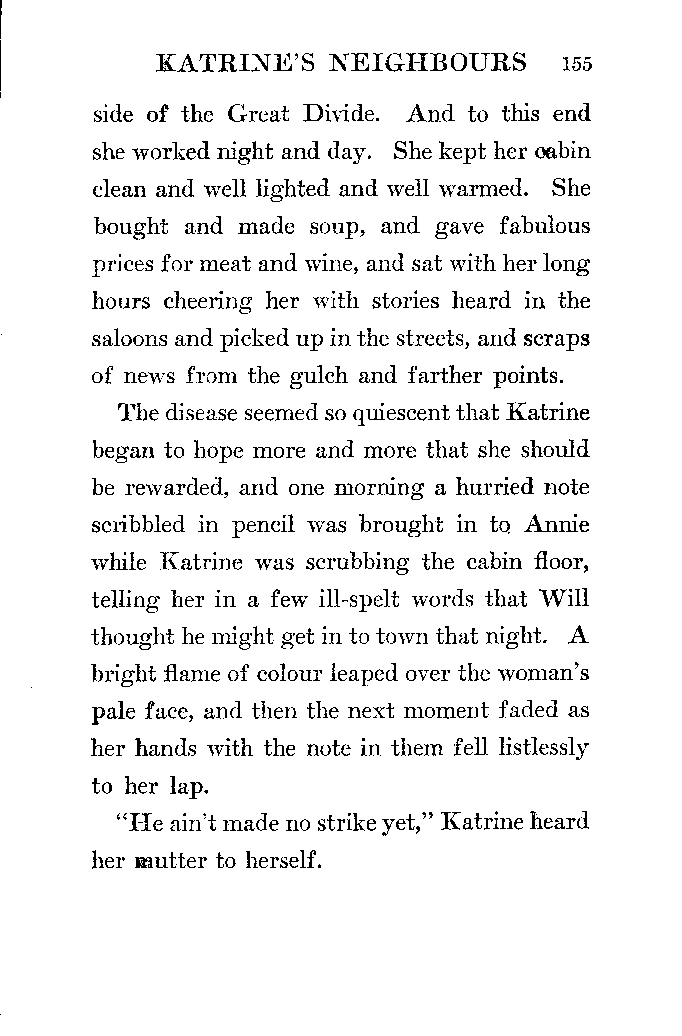 KATRINE'S NEIGHBOURS 155
side of the Great Divide. And to this end
she worked night and day. She kept her cabin
clean and well lighted and well warmed. She
bought and made soup, and gave fabulous
prices for meat and wine, and sat with her long
hours cheering her with stories heard in the
saloons and picked up in the streets, and scraps
of news from the gulch and farther points.
The disease seemed so quiescent that Katrine
began to hope more and more that she should
be rewarded, and one morning a hurried note
scribbled in pencil was brought in to Annie
while Katrine was scrubbing the cabin floor,
telling her in a few ill-spelt words that Will
thought he might get in to town that night. A
bright flame of colour leaped over the woman's
pale face, and then the next moment faded as
her hands with the note in them fell listlessly
to her lap.
"He ain't made no strike yet," Katrine heard
her mutter to herself.